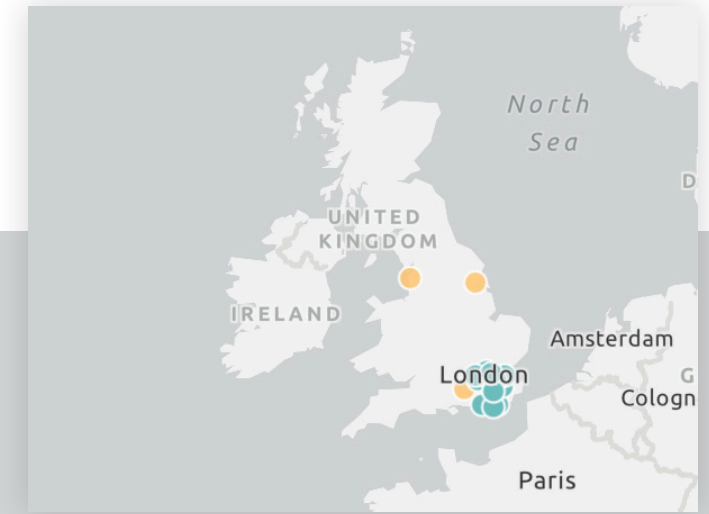 North
Sea
D
UNITED
KINGDOM
IRELAND
Amsterdam
London
G
Cologn
Paris